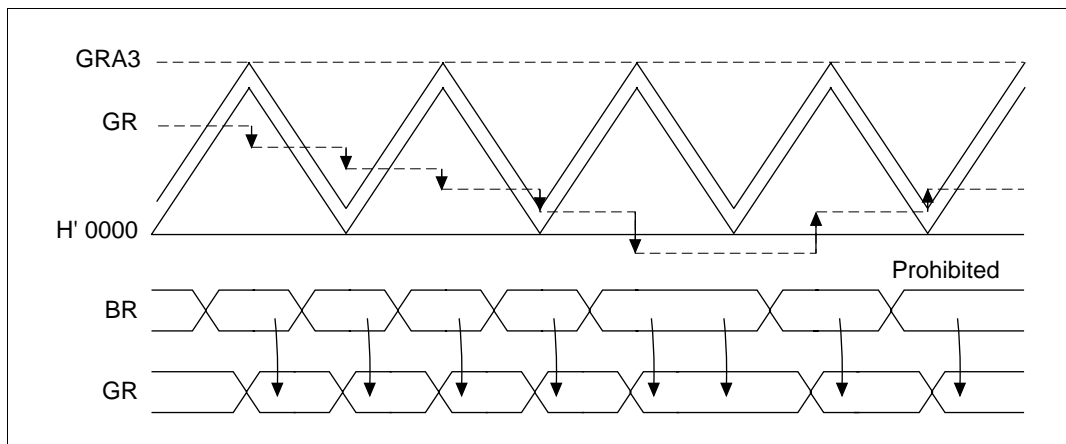 GRA3
GR
H' 0000
Prohibited
BR
GR